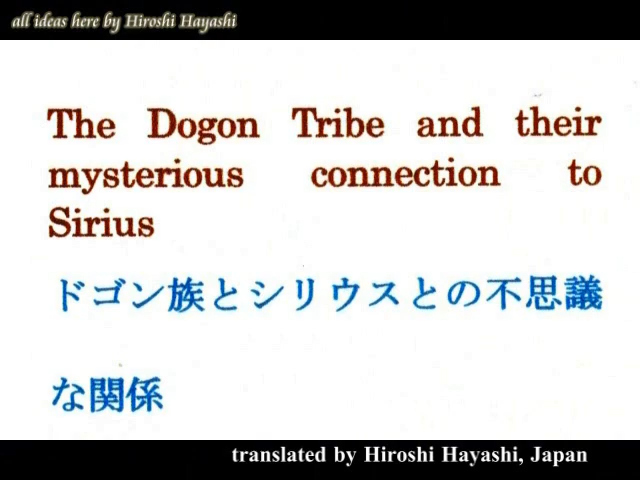 all ideas here by Hiroshi Hayashi
The Dogon Tribe and their
mysterious connection to
Sirius
ドゴン族とシリウスとの不思議
な関係
translated by Hiroshi Hayashi, Japan